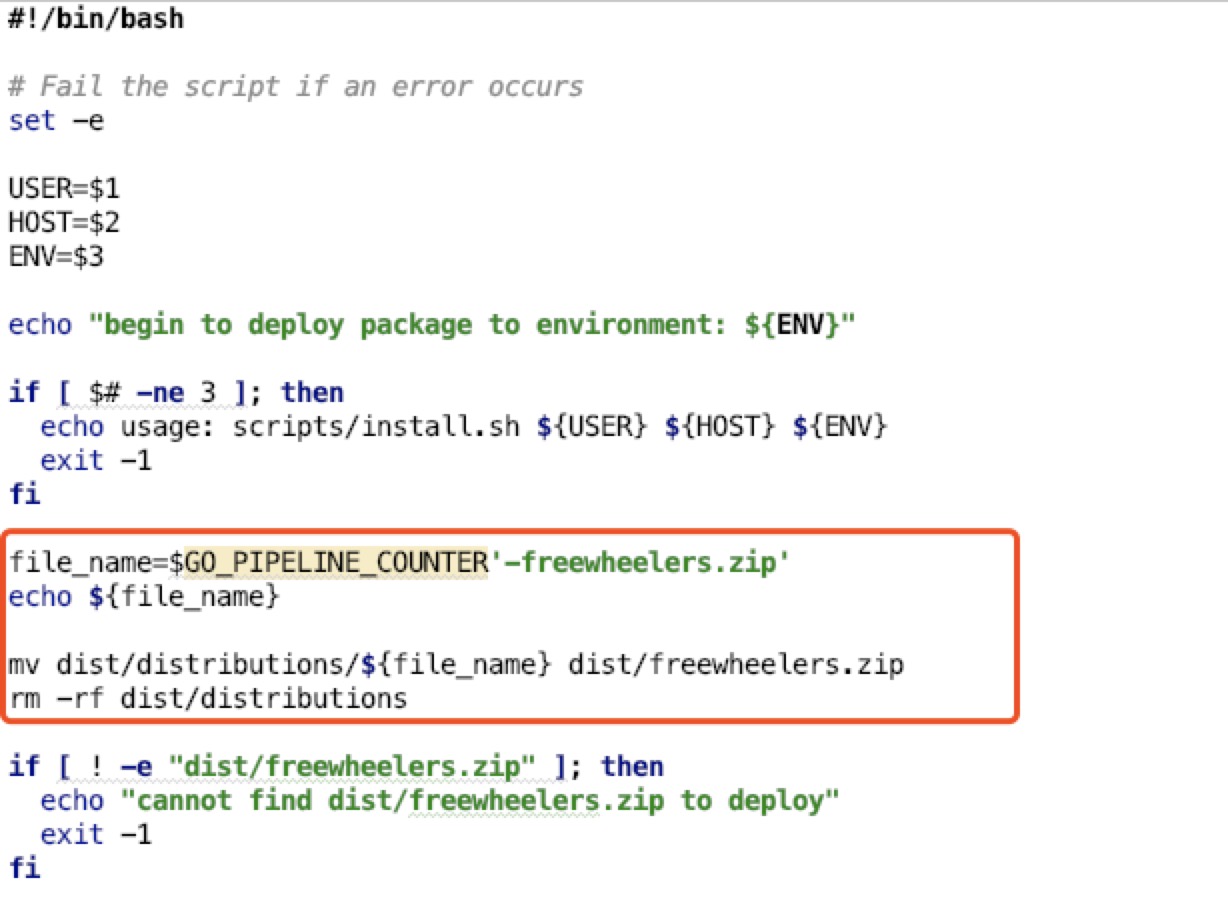 #!/bin/bash
# Fail the script if an error occurs
set -e
USER=$1
HOST=$2
ENV=$3
echo "begin to deploy package to environment: ${ENV}"
if [ $# -ne 3 ]; then
  echo usage: scripts/install.sh ${USER} ${HOST} ${ENV}
  exit -1
fi
file_name=$GO_PIPELINE_COUNTER'-freewheelers.zip'
echo ${file_name}
mv dist/distributions/${file_name} dist/freewheelers.zip
rm -rf dist/distributions
if [ ! -e "dist/freewheelers.zip" ]; then
  echo "cannot find dist/freewheelers.zip to deploy"
  exit -1
fi